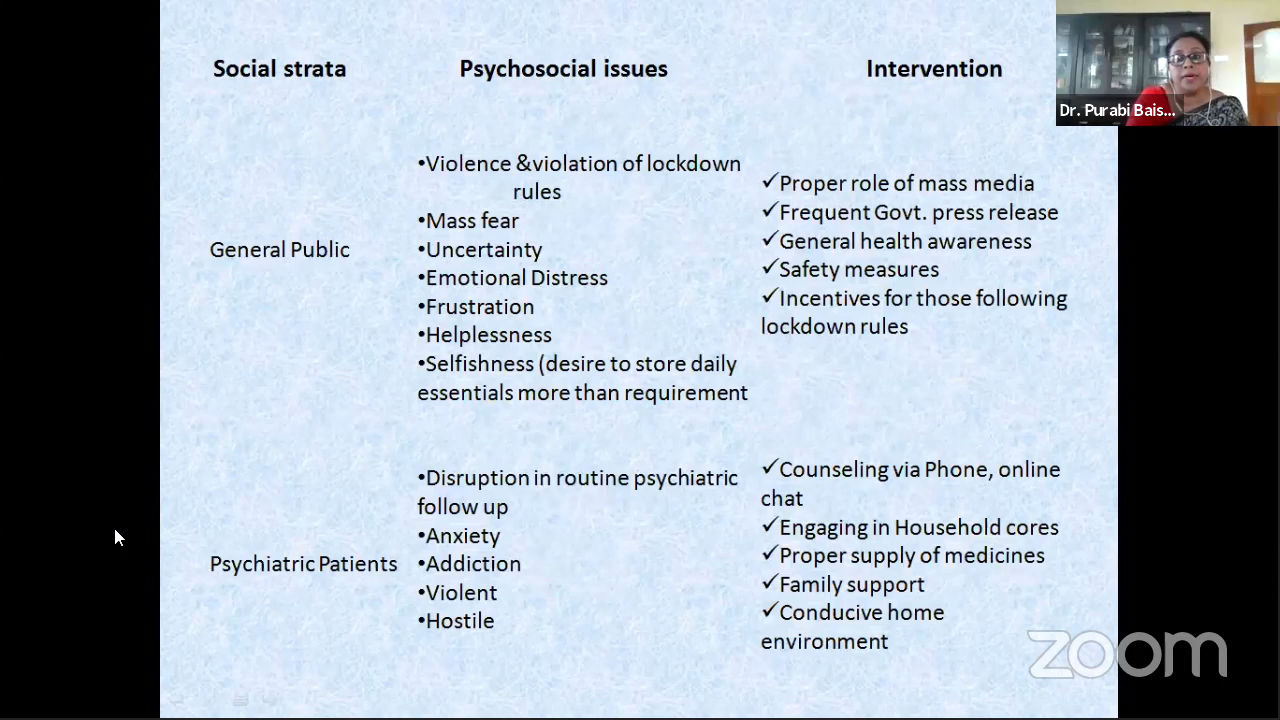 Social strata
Psychosocial issues
Intervention
Dr. Purabi Bais...
General Public
•Violence &violation of lockdown
rules
•Mass fear
•Uncertainty
•Emotional Distress
•Frustration
•Helplessness
•Selfishness (desire to store daily
essentials more than requirement
✓Proper role of mass media
✓Frequent Govt. press release
✓General health awareness
✓Safety measures
✓Incentives for those following
lockdown rules
Psychiatric Patients
•Disruption in routine psychiatric
follow up
•Anxiety
•Addiction
•Violent
•Hostile
✓Counseling via Phone, online
chat
✓Engaging in Household cores
✓Proper supply of medicines
✓Family support
✓Conducive home
environment
zoom